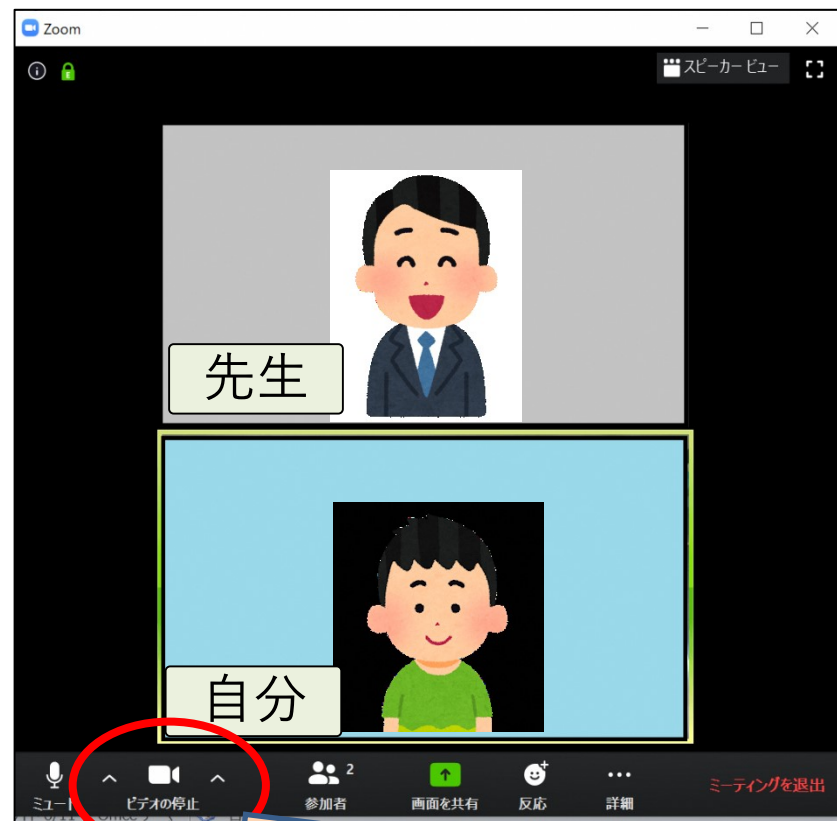 Zoom
スピーカー ビュー
先生
自分
2
ミュート
ビデオの停止
参加者
画面を共有
反応
詳細
ミーティングを退出